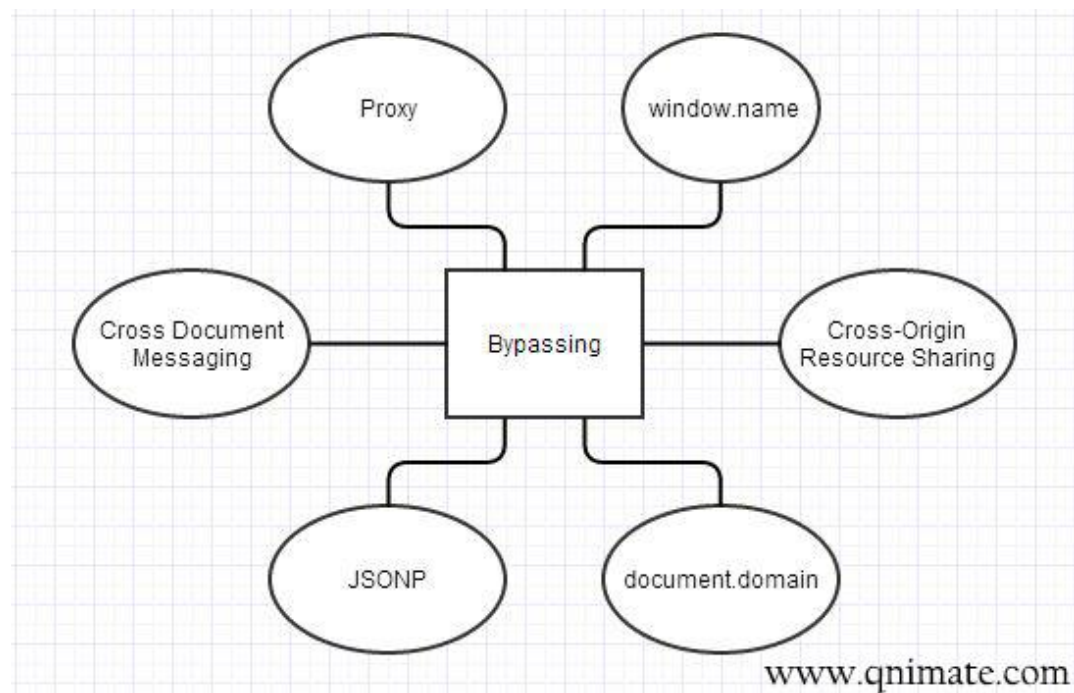 Proxy
window.name
Cross Document
Messaging
Bypassing
Cross-Origin
Resource Sharing
JSONP
document.domain
www.qnimate.com